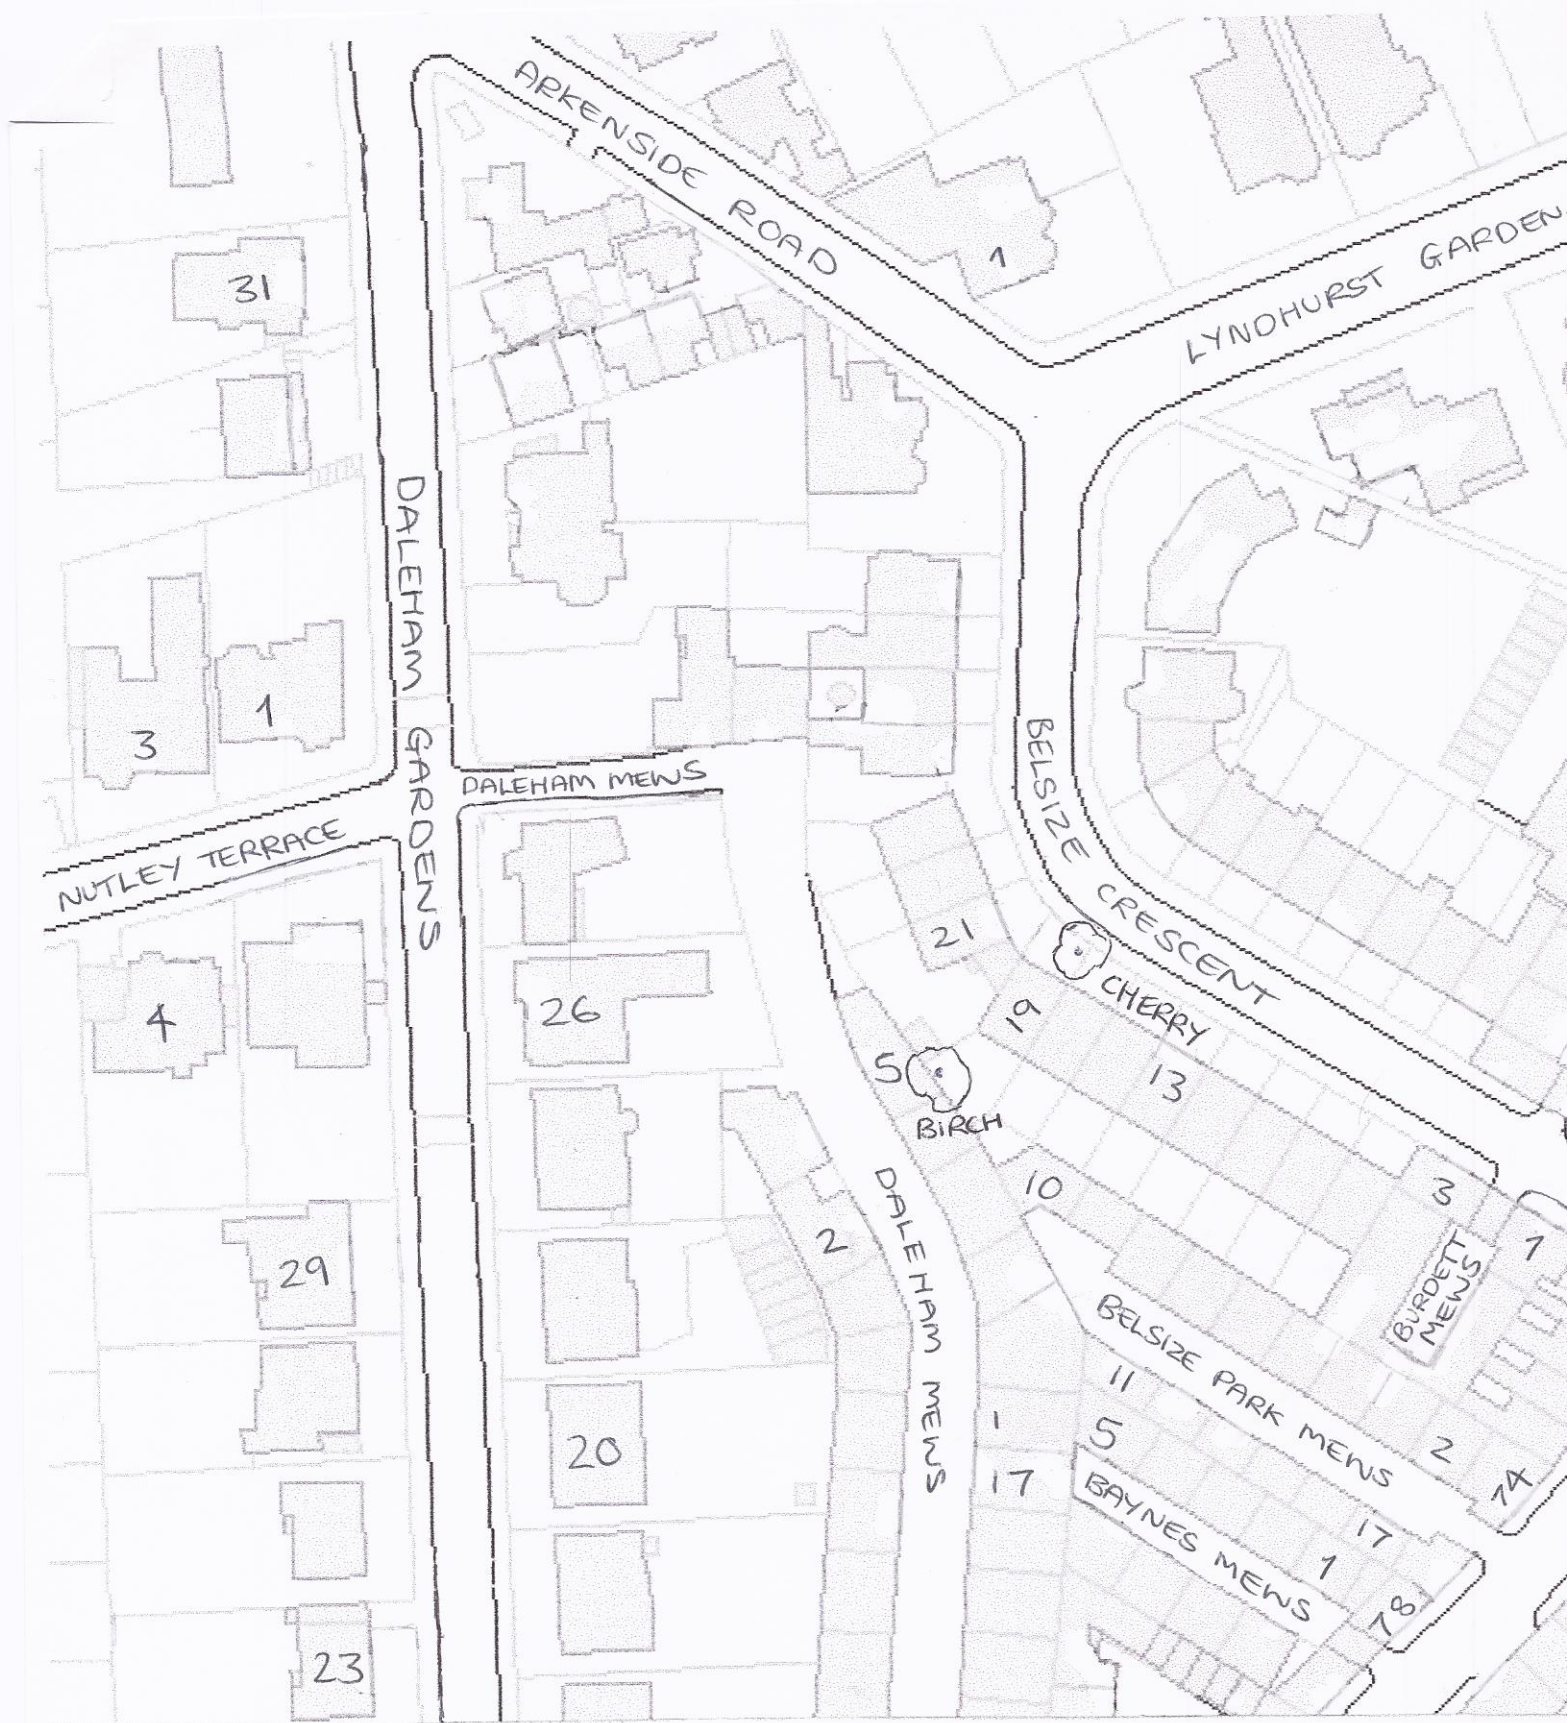 ARKENSIDE ROAD
1
31
LYNDHURST GARDEN
DALEHAM GARDENS
3
1
DALEHAM MEWS
NUTLEY TERRACE
BELSIZE CRESCENT
21
4
26
19
CHERRY
13
5
BIRCH
10
3
2
DALEHAM MEWS
1
29
BURDETT
MEWS
BELSIZE PARK MEWS
11
1
5
20
17
2
14
BAYNES MEWS
17
1
78
23